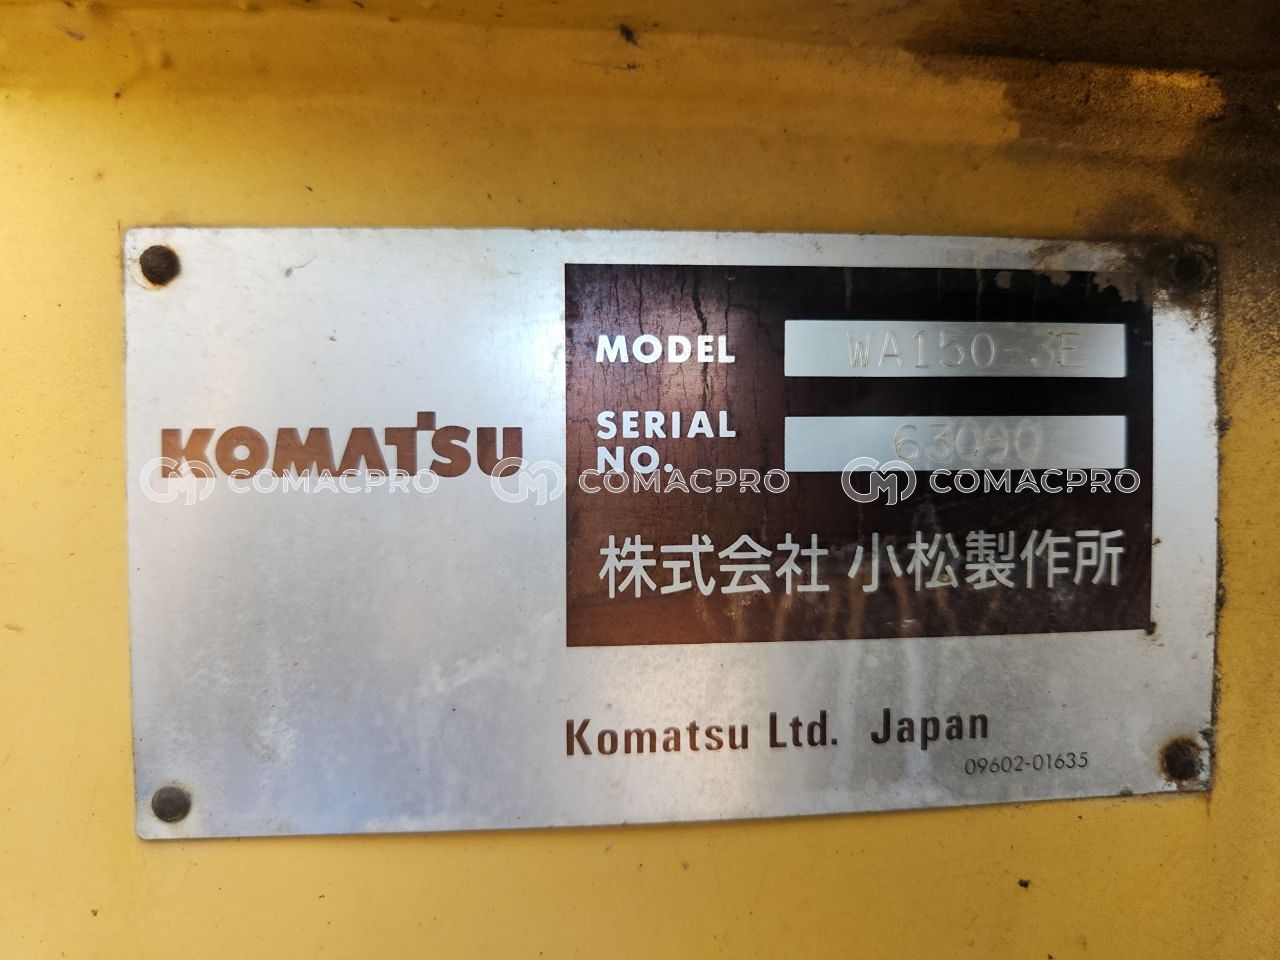 MODEL WA150-3E
KOMATSU
SERIAL NO. 63090
COMACPRO COMACPRO COMACPRO
株式会社 小松製作所
Komatsu Ltd. Japan
09602-01635